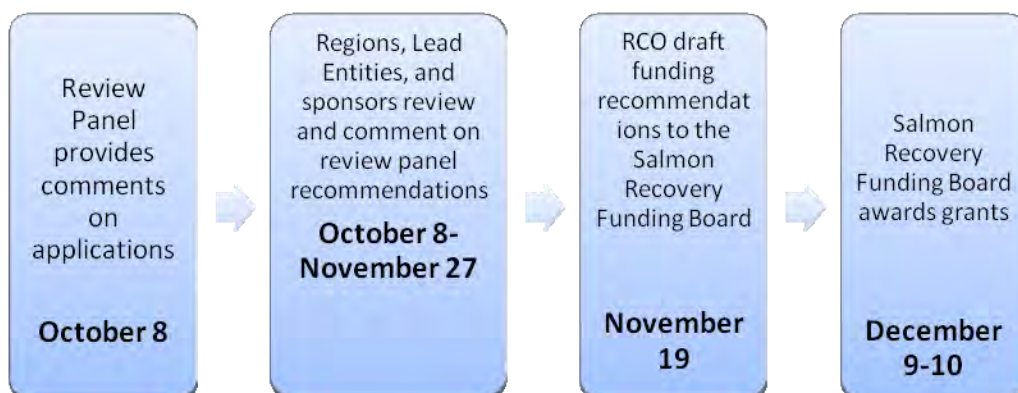 Review
Panel
provides
comments
on
applications
October 8
Regions, Lead
Entities, and
sponsors review
and comment on
review panel
recommendations
October 8-
November 27
RCO draft
funding
recommendat
ions to the
Salmon
Recovery
Funding Board
November
19
Salmon
Recovery
Funding Board
awards grants
December
9-10